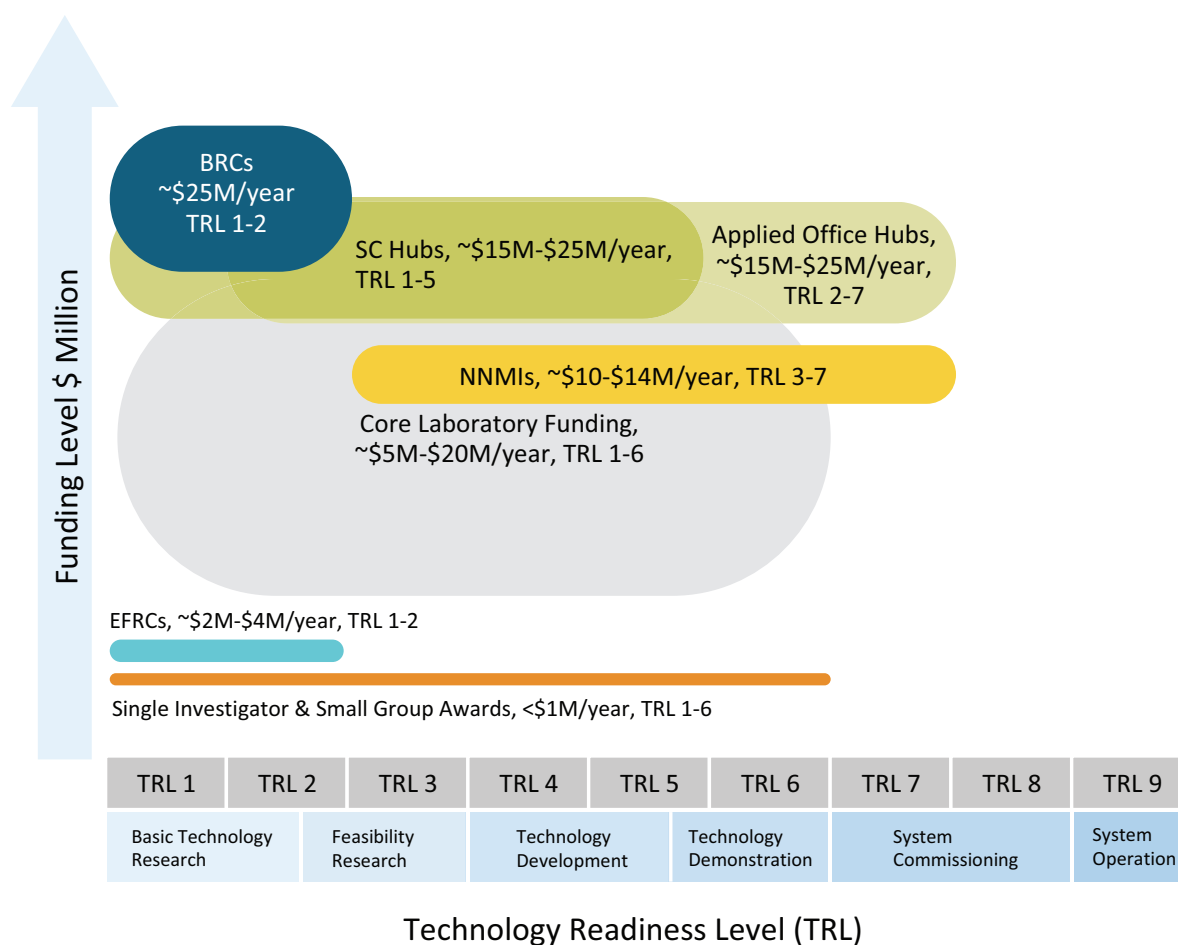 Funding Level $ Million
BRCs
~$25M/year
TRL 1-2
SC Hubs, ~$15M-$25M/year,
TRL 1-5
Applied Office Hubs,
~$15M-$25M/year,
TRL 2-7
NNMIs, ~$10-$14M/year, TRL 3-7
Core Laboratory Funding,
~$5M-$20M/year, TRL 1-6
EFRCs, ~$2M-$4M/year, TRL 1-2
Single Investigator & Small Group Awards, <$1M/year, TRL 1-6
TRL 1
TRL 2
TRL 3
TRL 4
TRL 5
TRL 6
TRL 7
TRL 8
TRL 9
Basic Technology
Research
Feasibility
Research
Technology
Development
Technology
Demonstration
System
Commissioning
System
Operation
Technology Readiness Level (TRL)